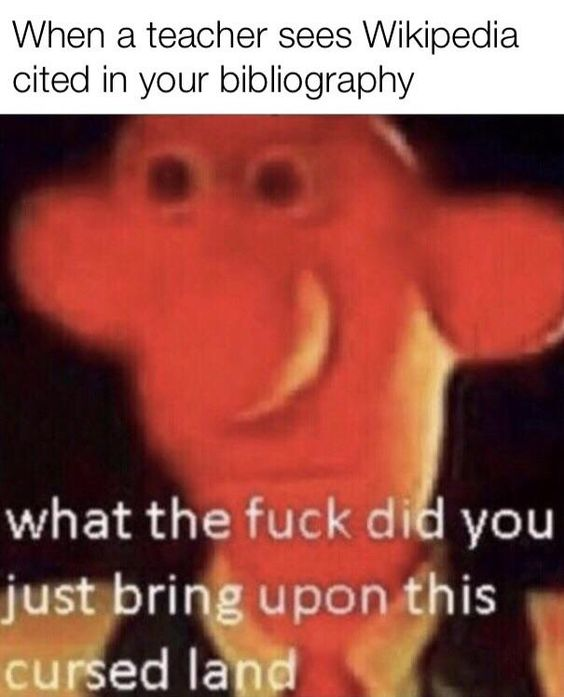 When a teacher sees Wikipedia
cited in your bibliography
what the fuck did you
just bring upon this
cursed land